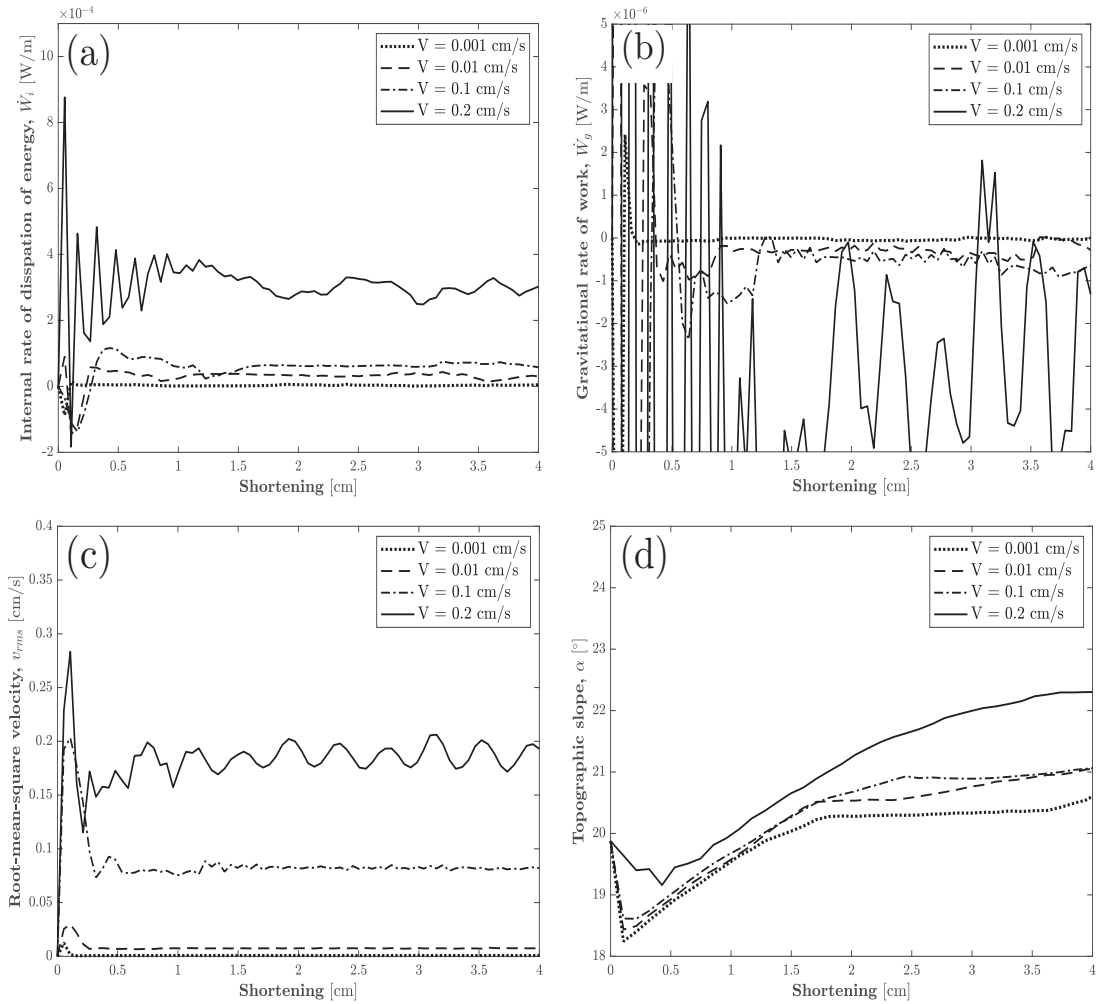 ×10⁻⁴
(a)
V = 0.001 cm/s
V = 0.01 cm/s
V = 0.1 cm/s
V = 0.2 cm/s
Internal rate of disspation of energy, Ẇᵢ [W/m]
10
8
6
4
2
0
-2
0 0.5 1 1.5 2 2.5 3 3.5 4
Shortening [cm]
×10⁻⁶
(b)
V = 0.001 cm/s
V = 0.01 cm/s
V = 0.1 cm/s
V = 0.2 cm/s
Gravitational rate of work, Ẇg [W/m]
5
4
3
2
1
0
-1
-2
-3
-4
-5
0 0.5 1 1.5 2 2.5 3 3.5 4
Shortening [cm]
(c)
V = 0.001 cm/s
V = 0.01 cm/s
V = 0.1 cm/s
V = 0.2 cm/s
Root-mean-square velocity, vrms [cm/s]
0.4
0.35
0.3
0.25
0.2
0.15
0.1
0.05
0
0 0.5 1 1.5 2 2.5 3 3.5 4
Shortening [cm]
(d)
V = 0.001 cm/s
V = 0.01 cm/s
V = 0.1 cm/s
V = 0.2 cm/s
Topographic slope, α [°]
25
24
23
22
21
20
19
18
0 0.5 1 1.5 2 2.5 3 3.5 4
Shortening [cm]